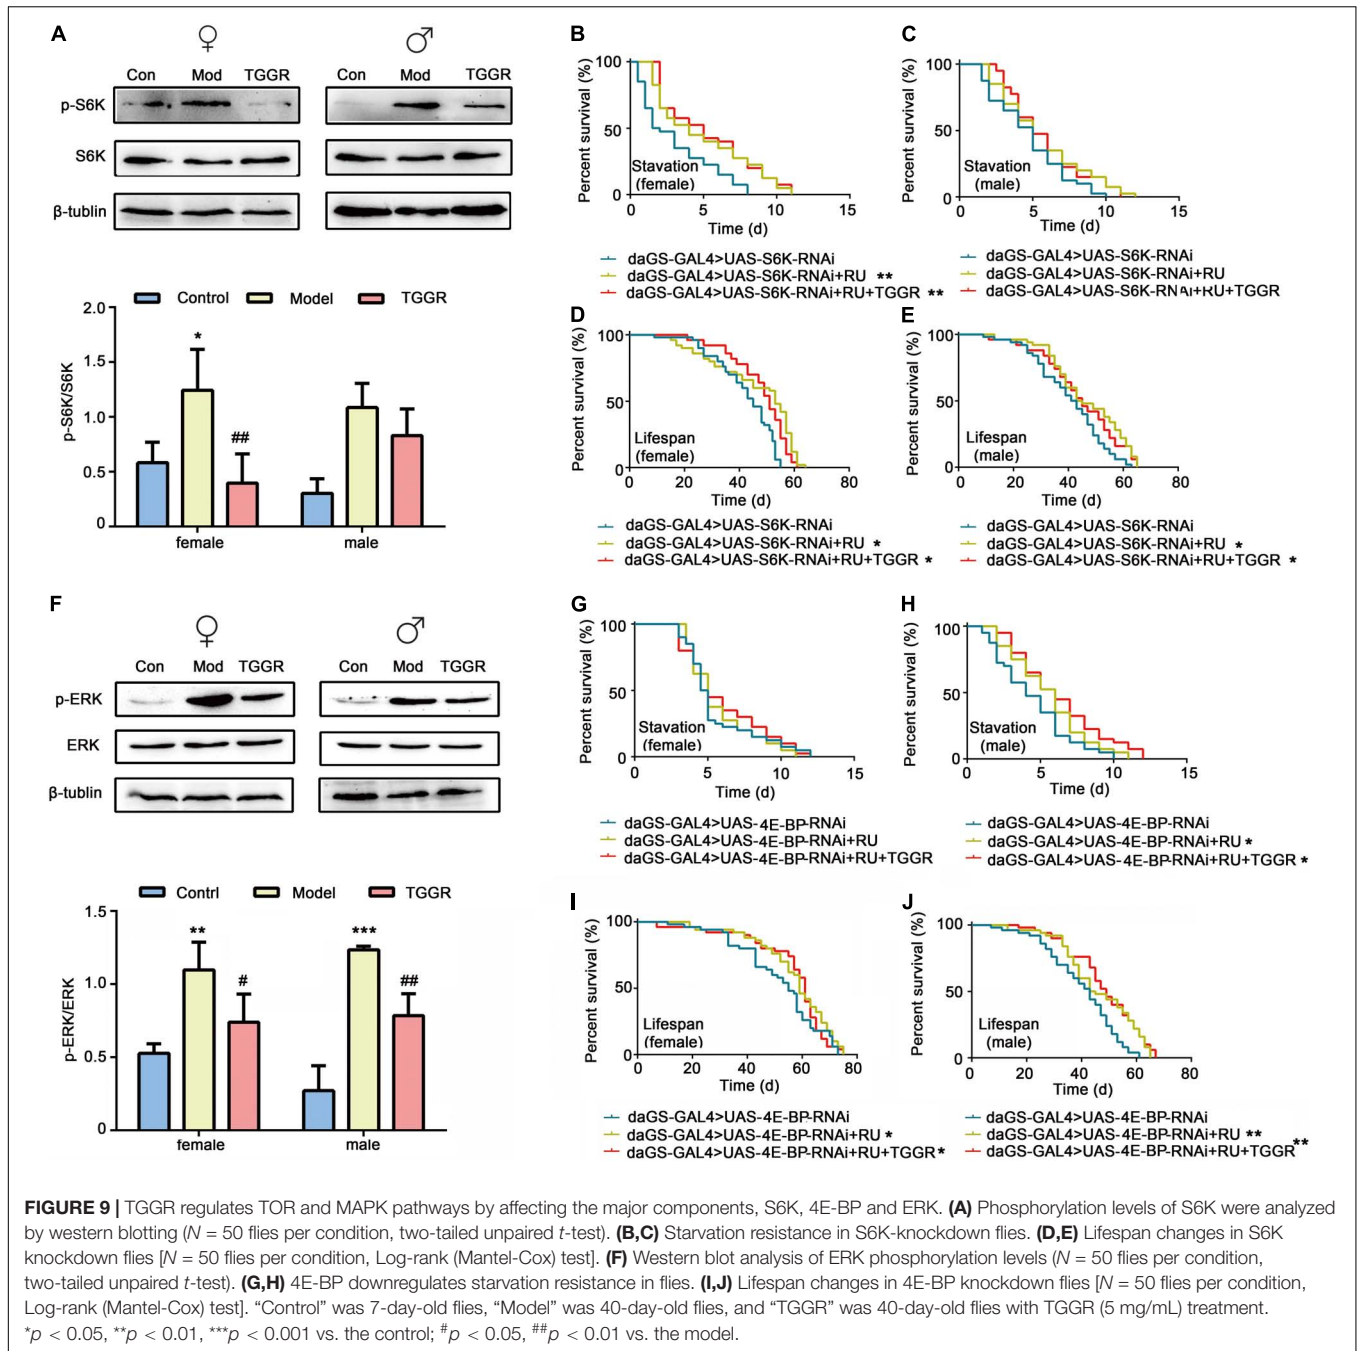 A
♀ ♂
Con Mod TGGR Con Mod TGGR
p-S6K
S6K
β-tublin
Control Model TGGR
p-S6K/S6K
2.0
1.5
1.0
0.5
0
*
##
female male
B
Percent survival (%)
100
50
0
Stavation
(female)
0 5 10 15
Time (d)
daGS-GAL4>UAS-S6K-RNAi
daGS-GAL4>UAS-S6K-RNAi+RU **
daGS-GAL4>UAS-S6K-RNAi+RU+TGGR **
C
Percent survival (%)
100
50
0
Stavation
(male)
0 5 10 15
Time (d)
daGS-GAL4>UAS-S6K-RNAi
daGS-GAL4>UAS-S6K-RNAi+RU
daGS-GAL4>UAS-S6K-RNAi+RU+TGGR
D
Percent survival (%)
100
50
0
Lifespan
(female)
0 20 40 60 80
Time (d)
daGS-GAL4>UAS-S6K-RNAi
daGS-GAL4>UAS-S6K-RNAi+RU *
daGS-GAL4>UAS-S6K-RNAi+RU+TGGR *
E
Percent survival (%)
100
50
0
Lifespan
(male)
0 20 40 60 80
Time (d)
daGS-GAL4>UAS-S6K-RNAi
daGS-GAL4>UAS-S6K-RNAi+RU *
daGS-GAL4>UAS-S6K-RNAi+RU+TGGR *
F
♀ ♂
Con Mod TGGR Con Mod TGGR
p-ERK
ERK
β-tublin
Contrl Model TGGR
p-ERK/ERK
1.5
1.0
0.5
0
**
#
***
##
female male
G
Percent survival (%)
100
50
0
Stavation
(female)
0 5 10 15
Time (d)
daGS-GAL4>UAS-4E-BP-RNAi
daGS-GAL4>UAS-4E-BP-RNAi+RU
daGS-GAL4>UAS-4E-BP-RNAi+RU+TGGR
H
Percent survival (%)
100
50
0
Stavation
(male)
0 5 10 15
Time (d)
daGS-GAL4>UAS-4E-BP-RNAi
daGS-GAL4>UAS-4E-BP-RNAi+RU *
daGS-GAL4>UAS-4E-BP-RNAi+RU+TGGR *
I
Percent survival (%)
100
50
0
Lifespan
(female)
0 20 40 60 80
Time (d)
daGS-GAL4>UAS-4E-BP-RNAi
daGS-GAL4>UAS-4E-BP-RNAi+RU *
daGS-GAL4>UAS-4E-BP-RNAi+RU+TGGR *
J
Percent survival (%)
100
50
0
Lifespan
(male)
0 20 40 60 80
Time (d)
daGS-GAL4>UAS-4E-BP-RNAi
daGS-GAL4>UAS-4E-BP-RNAi+RU **
daGS-GAL4>UAS-4E-BP-RNAi+RU+TGGR **
FIGURE 9 | TGGR regulates TOR and MAPK pathways by affecting the major components, S6K, 4E-BP and ERK. (A) Phosphorylation levels of S6K were analyzed
by western blotting (N = 50 flies per condition, two-tailed unpaired t-test). (B,C) Starvation resistance in S6K-knockdown flies. (D,E) Lifespan changes in S6K
knockdown flies [N = 50 flies per condition, Log-rank (Mantel-Cox) test]. (F) Western blot analysis of ERK phosphorylation levels (N = 50 flies per condition,
two-tailed unpaired t-test). (G,H) 4E-BP downregulates starvation resistance in flies. (I,J) Lifespan changes in 4E-BP knockdown flies [N = 50 flies per condition,
Log-rank (Mantel-Cox) test]. “Control” was 7-day-old flies, “Model” was 40-day-old flies, and “TGGR” was 40-day-old flies with TGGR (5 mg/mL) treatment.
*p < 0.05, **p < 0.01, ***p < 0.001 vs. the control; #p < 0.05, ##p < 0.01 vs. the model.